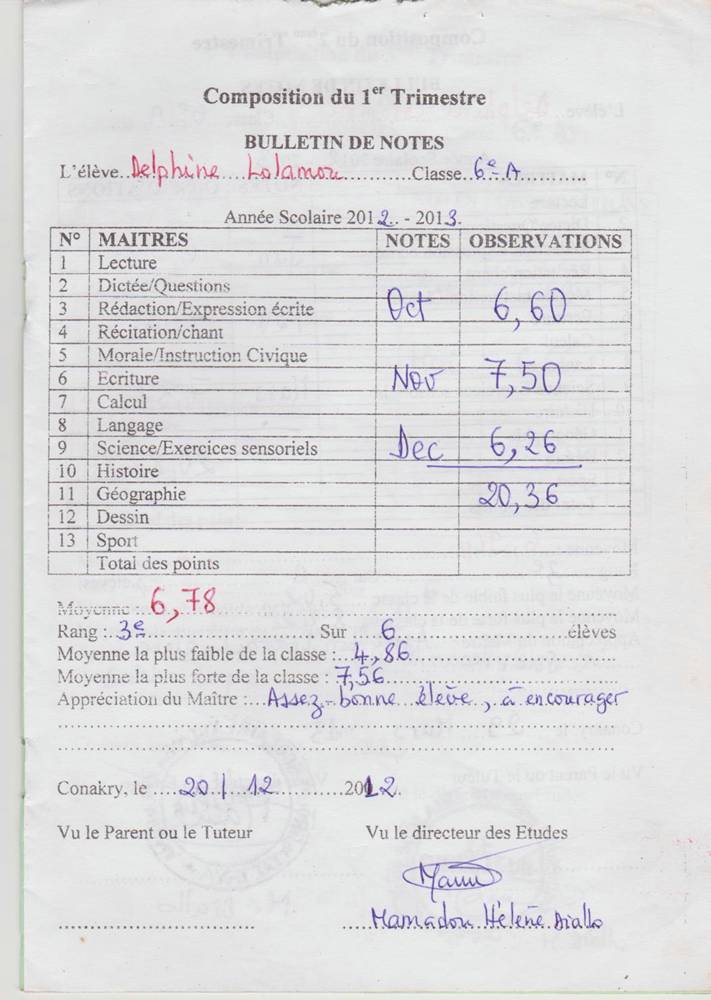 Composition du 1er Trimestre
BULLETIN DE NOTES
L'élève..Delphine Lolamou............Classe..6e A...........
Année Scolaire 2012.. - 2013.
N° MAITRES NOTES OBSERVATIONS
1 Lecture
2 Dictée/Questions
3 Rédaction/Expression écrite Oct 6,60
4 Récitation/chant
5 Morale/Instruction Civique
6 Ecriture Nov 7,50
7 Calcul
8 Langage
9 Science/Exercices sensoriels Dec 6,26
10 Histoire
11 Géographie 20,36
12 Dessin
13 Sport
Total des points
Moyenne : 6,78
Rang :..3e............ Sur ....6............élèves
Moyenne la plus faible de la classe :...4,86..............
Moyenne la plus forte de la classe : 7,56..............
Appréciation du Maître :....Assez-bonne élève, à encourager
Conakry, le ....20/12..........2012.
Vu le Parent ou le Tuteur Vu le directeur des Etudes
Mamadou Hélène Diallo